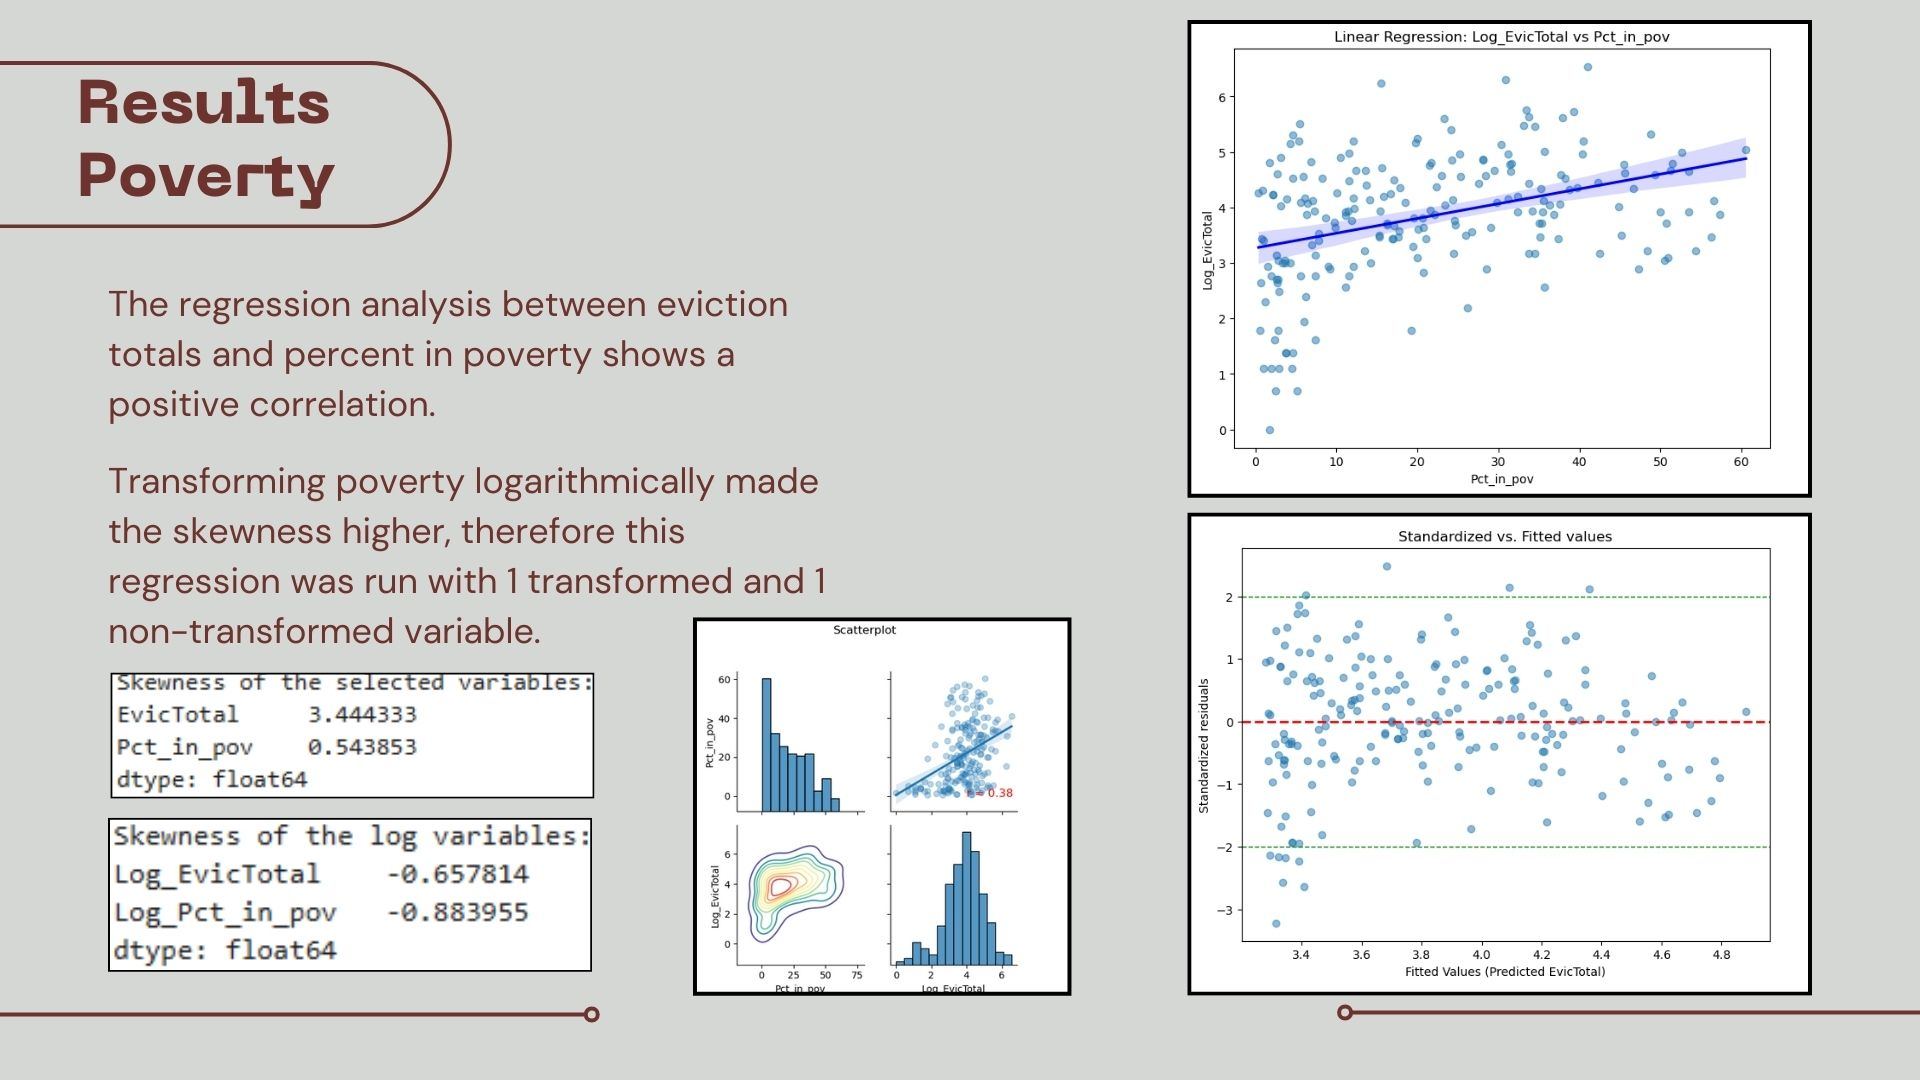 Results
Poverty
The regression analysis between eviction
totals and percent in poverty shows a
positive correlation.
Transforming poverty logarithmically made
the skewness higher, therefore this
regression was run with 1 transformed and 1
non-transformed variable.
Skewness of the selected variables:
EvicTotal 3.444333
Pct_in_pov 0.543853
dtype: float64
Skewness of the log variables:
Log_EvicTotal -0.657814
Log_Pct_in_pov -0.883955
dtype: float64
Scatterplot
60
40
20
0
Pct_in_pov
r = 0.38
6
4
2
0
Log_EvicTotal
0 25 50 75
Pct_in_pov
0 2 4 6
Log_EvicTotal
Linear Regression: Log_EvicTotal vs Pct_in_pov
6
5
4
3
2
1
0
Log_EvicTotal
0 10 20 30 40 50 60
Pct_in_pov
Standardized vs. Fitted values
2
1
0
−1
−2
−3
Standardized residuals
3.4 3.6 3.8 4.0 4.2 4.4 4.6 4.8
Fitted Values (Predicted EvicTotal)